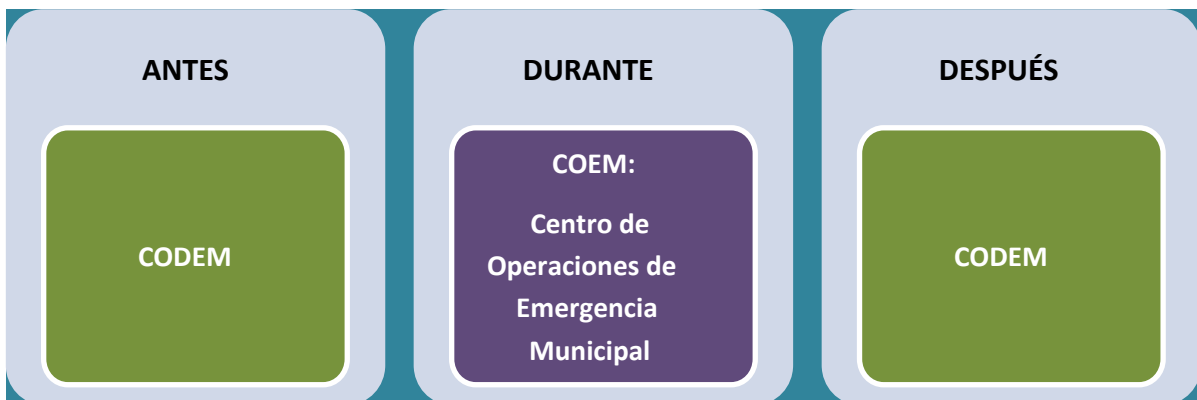 ANTES
CODEM
DURANTE
COEM:
Centro de
Operaciones de
Emergencia
Municipal
DESPUÉS
CODEM